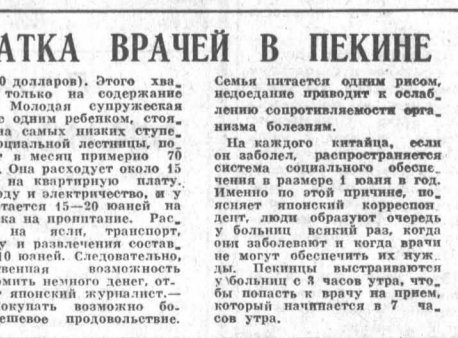 АТКА ВРАЧЕЙ В ПЕКИНЕ
0 долларов). Этого хва-
только на содержание
Молодая супружеская
с одним ребенком, стоя-
на самых низких ступе-
оциальной лестницы, по-
т в месяц примерно 70
. Она расходует около 15
на квартирную плату,
оду и электричество, и у
тается 15—20 юаней на
ка на пропитание. Рас-
на ясли, транспорт,
у и развлечения состав-
10 юаней. Следовательно,
ственная возможность
омить немного денег, от-
т японский журналист,—
окупать возможно бо-
ешевое продовольствие.
Семья питается одним рисом,
недоедание приводит к ослаб-
лению сопротивляемости орга-
низма болезням.
На каждого китайца, если
он заболел, распространяется
система социального обеспе-
чения в размере 1 юаля в год.
Именно по этой причине, по-
ясняет японский корреспон-
дент, люди образуют очередь
у больниц всякий раз, когда
они заболевают и когда врачи
не могут обеспечить их нуж-
ды. Пекинцы выстраиваются
у больниц с 3 часов утра, что-
бы попасть к врачу на прием,
который начинается в 7 ча-
сов утра.